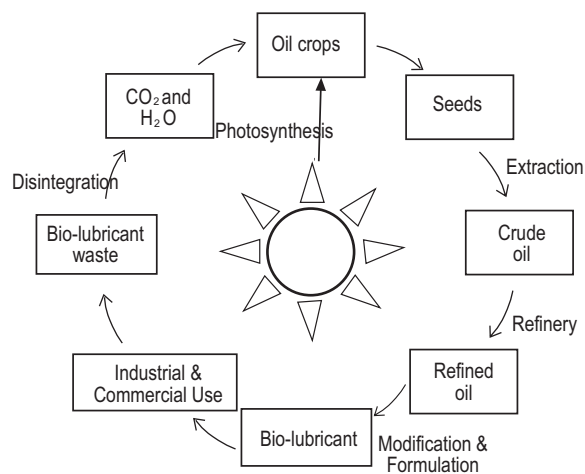 Oil crops
CO₂ and
H₂O
Photosynthesis
Seeds
Extraction
Disintegration
Bio-lubricant
waste
Crude
oil
Refinery
Industrial &
Commercial Use
Refined
oil
Bio-lubricant
Modification &
Formulation